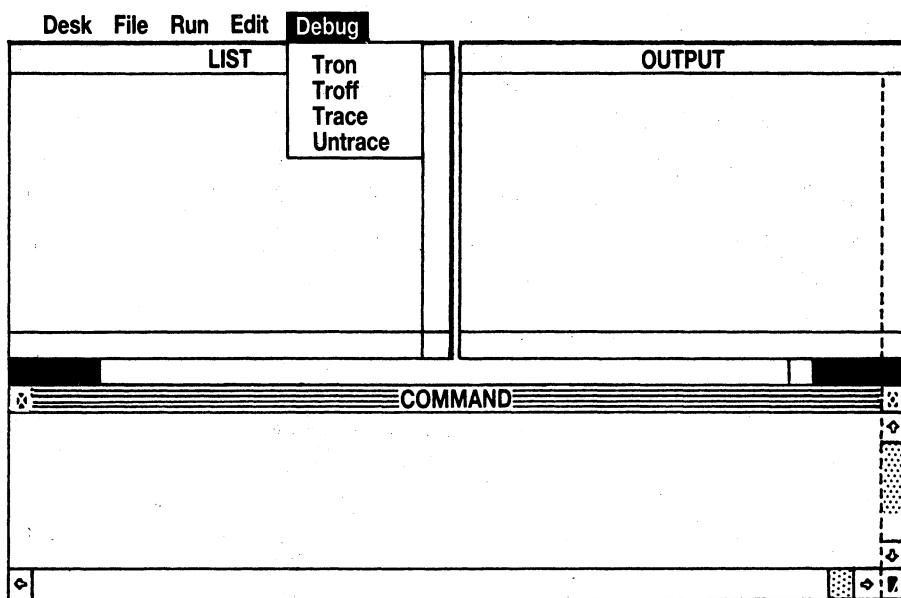 Desk File Run Edit Debug
LIST
OUTPUT
Tron
Troff
Trace
Untrace
COMMAND